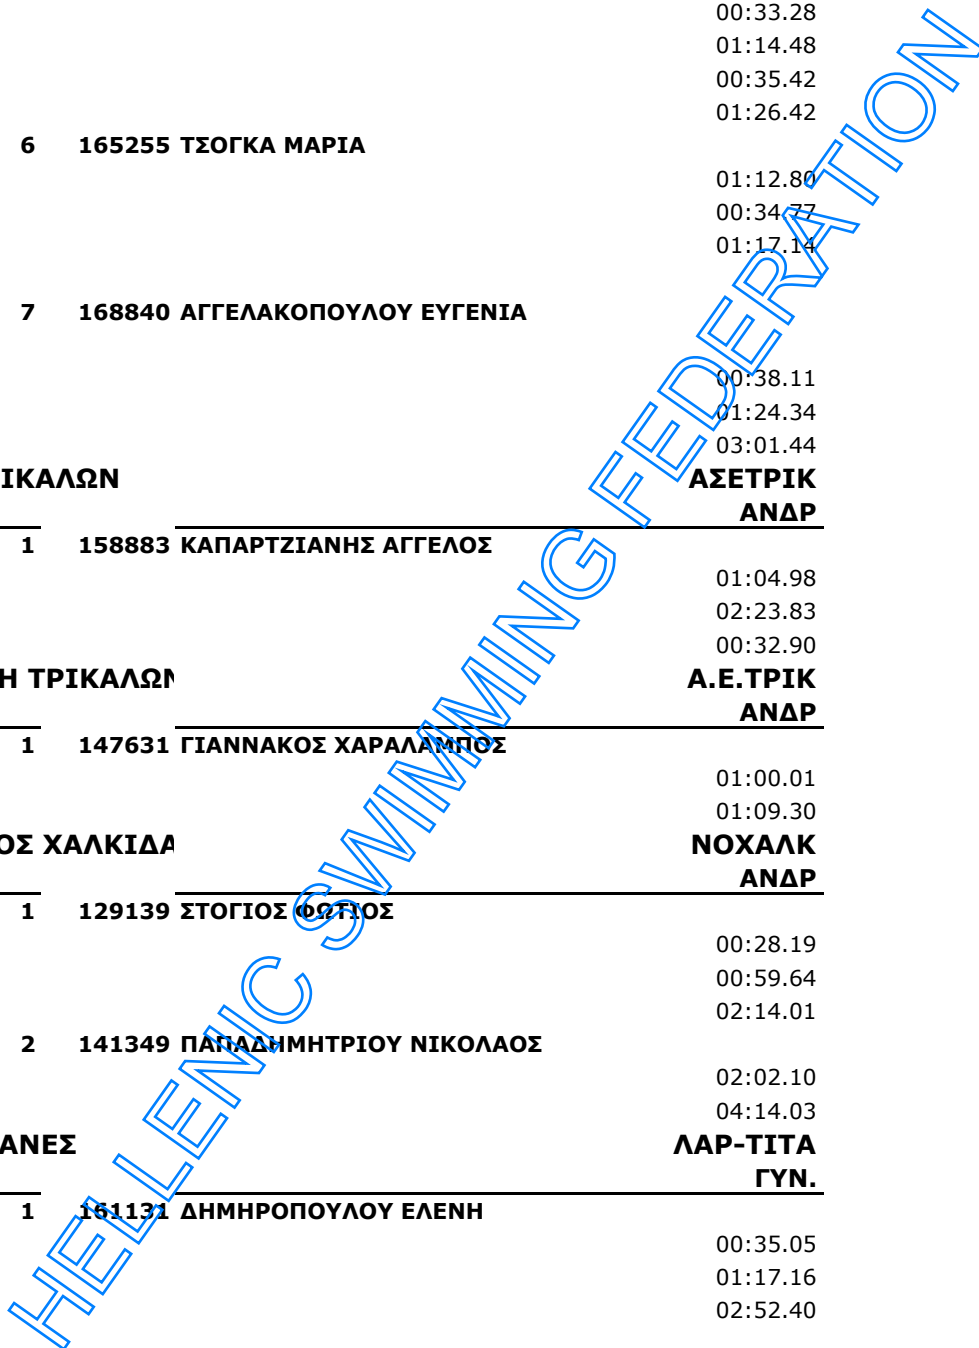 00:33.28
01:14.48
00:35.42
01:26.42
6 165255 ΤΣΟΓΚΑ ΜΑΡΙΑ
01:12.80
00:34.77
01:17.14
7 168840 ΑΓΓΕΛΑΚΟΠΟΥΛΟΥ ΕΥΓΕΝΙΑ
00:38.11
01:24.34
03:01.44
ΙΚΑΛΩΝ ΑΣΕΤΡΙΚ
ΑΝΔΡ
1 158883 ΚΑΠΑΡΤΖΙΑΝΗΣ ΑΓΓΕΛΟΣ
01:04.98
02:23.83
00:32.90
Η ΤΡΙΚΑΛΩΝ Α.Ε.ΤΡΙΚ
ΑΝΔΡ
1 147631 ΓΙΑΝΝΑΚΟΣ ΧΑΡΑΛΑΜΠΟΣ
01:00.01
01:09.30
ΟΣ ΧΑΛΚΙΔΑ ΝΟΧΑΛΚ
ΑΝΔΡ
1 129139 ΣΤΟΓΙΟΣ ΦΩΤΙΟΣ
00:28.19
00:59.64
02:14.01
2 141349 ΠΑΠΑΔΗΜΗΤΡΙΟΥ ΝΙΚΟΛΑΟΣ
02:02.10
04:14.03
ΑΝΕΣ ΛΑΡ-ΤΙΤΑ
ΓΥΝ.
1 161131 ΔΗΜΗΡΟΠΟΥΛΟΥ ΕΛΕΝΗ
00:35.05
01:17.16
02:52.40
HELLENIC SWIMMING FEDERATION